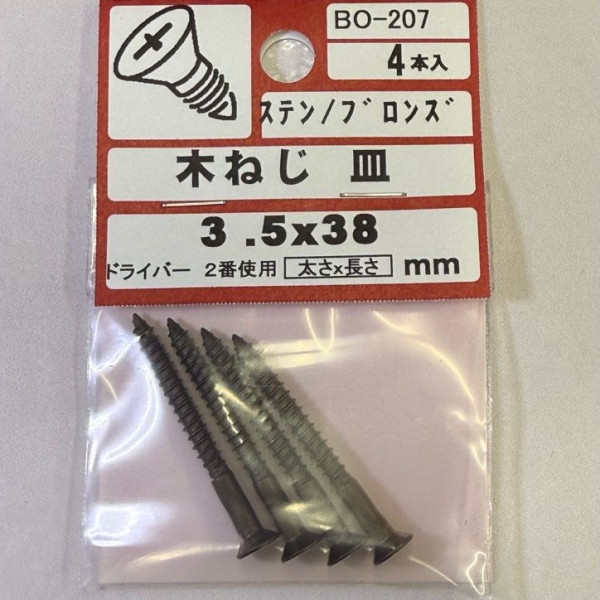 BO-207
4本入
ステン/ブロンズ
木ねじ 皿
3.5x38
ドライバー 2番使用 太さx長さ mm